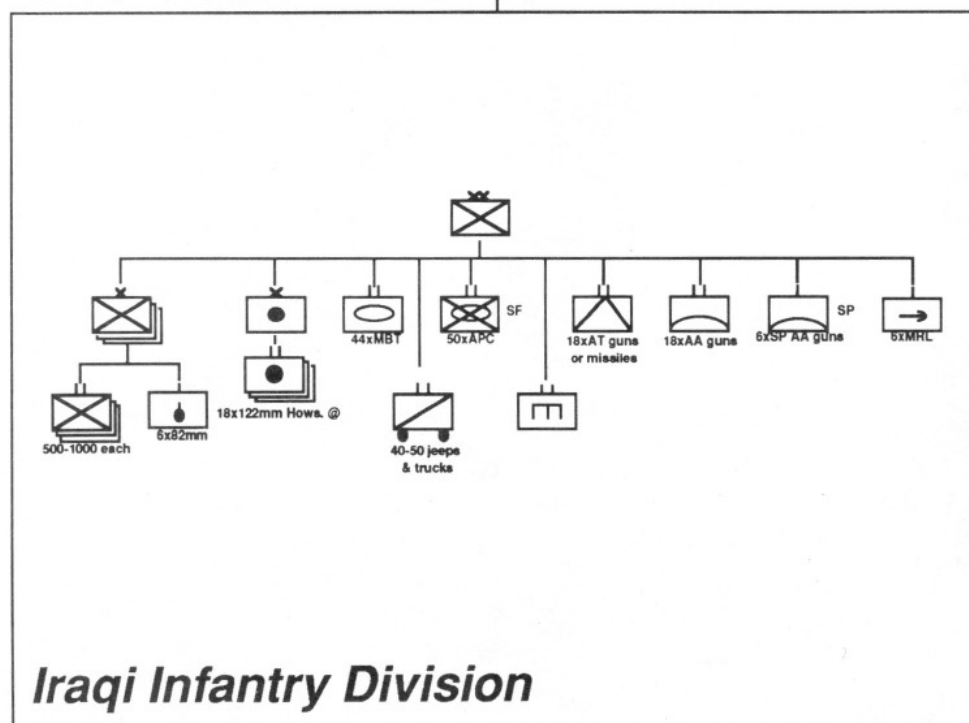 SF
SP
44xMBT
50xAPC
18xAT guns
or missiles
18xAA guns
6xSP AA guns
6xMRL
18x122mm Hows. @
500-1000 each
6x82mm
40-50 jeeps
& trucks
Iraqi Infantry Division